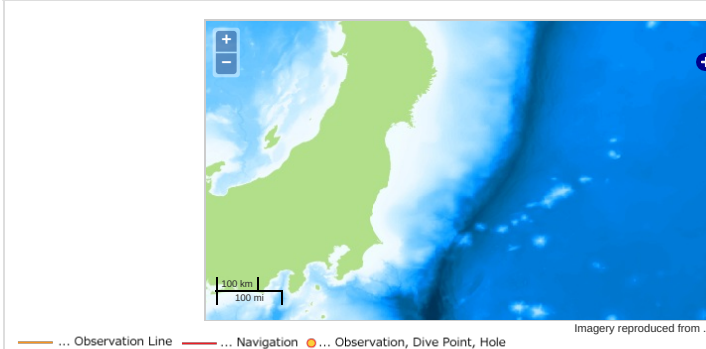 +
−
100 km
100 mi
Imagery reproduced from .
... Observation Line ... Navigation ... Observation, Dive Point, Hole